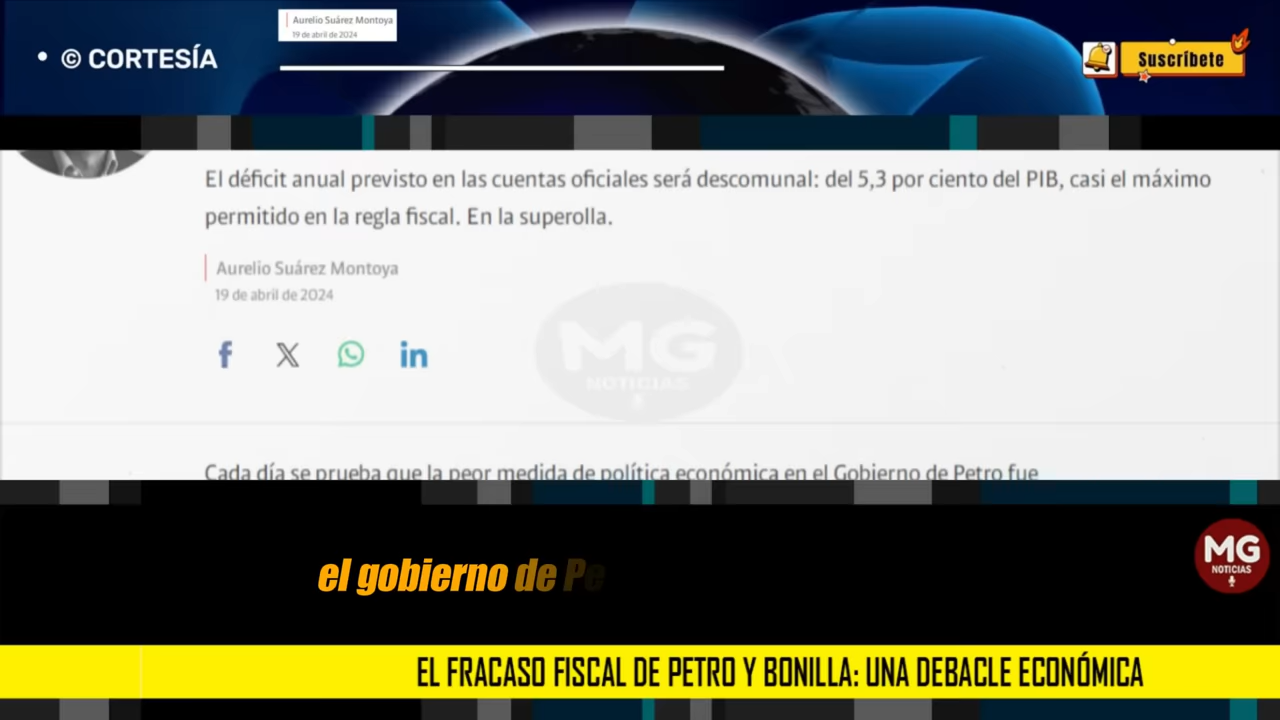 Aurelio Suárez Montoya
19 de abril de 2024
© CORTESÍA
Suscríbete
El déficit anual previsto en las cuentas oficiales será descomunal: del 5,3 por ciento del PIB, casi el máximo
permitido en la regla fiscal. En la superolla.
Aurelio Suárez Montoya
19 de abril de 2024
MG
NOTICIAS
Cada día se prueba que la peor medida de política económica en el Gobierno de Petro fue
el gobierno de Pe
MG
NOTICIAS
EL FRACASO FISCAL DE PETRO Y BONILLA: UNA DEBACLE ECONÓMICA